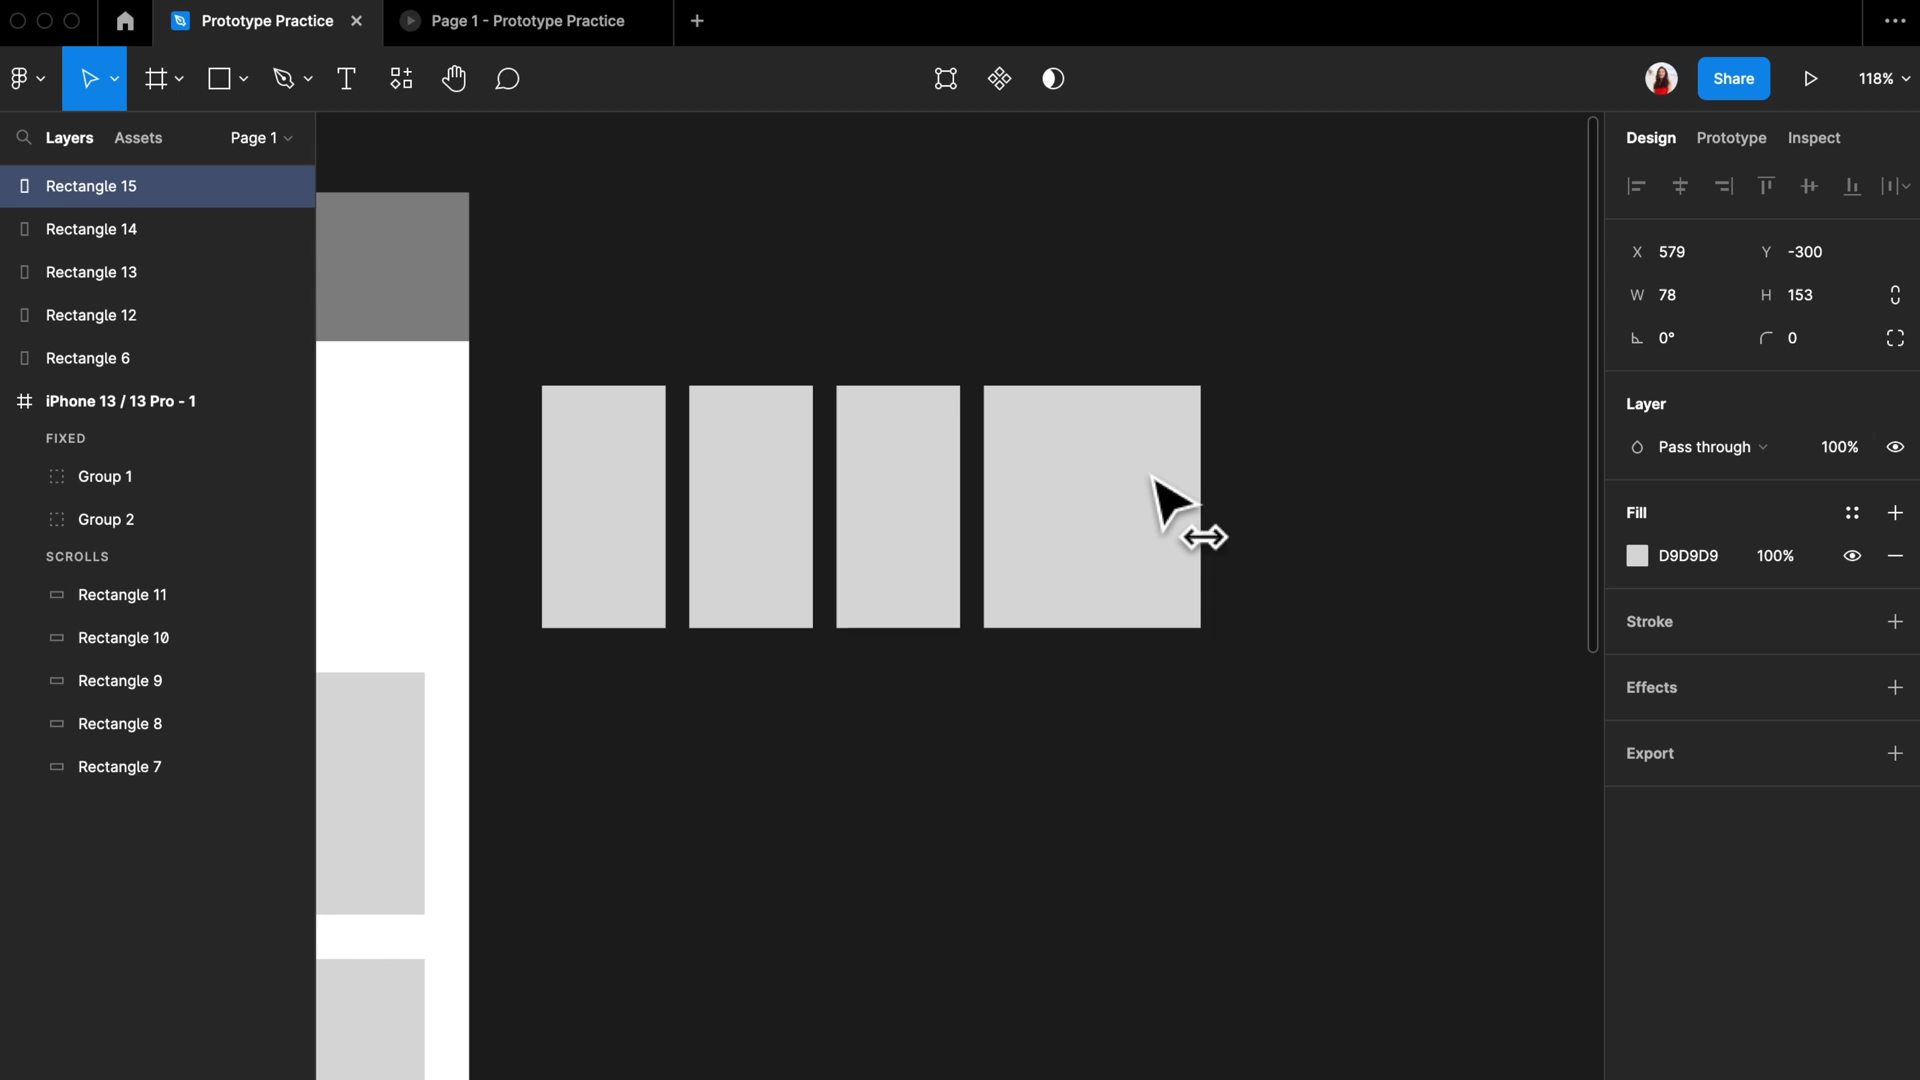 Prototype Practice
Page 1 - Prototype Practice
Share
118%
Layers
Assets
Page 1
Design
Prototype
Inspect
Rectangle 15
Rectangle 14
Rectangle 13
Rectangle 12
Rectangle 6
iPhone 13 / 13 Pro - 1
FIXED
Group 1
Group 2
SCROLLS
Rectangle 11
Rectangle 10
Rectangle 9
Rectangle 8
Rectangle 7
X 579 Y -300
W 78 H 153
0° 0
Layer
Pass through 100%
Fill
D9D9D9 100%
Stroke
Effects
Export